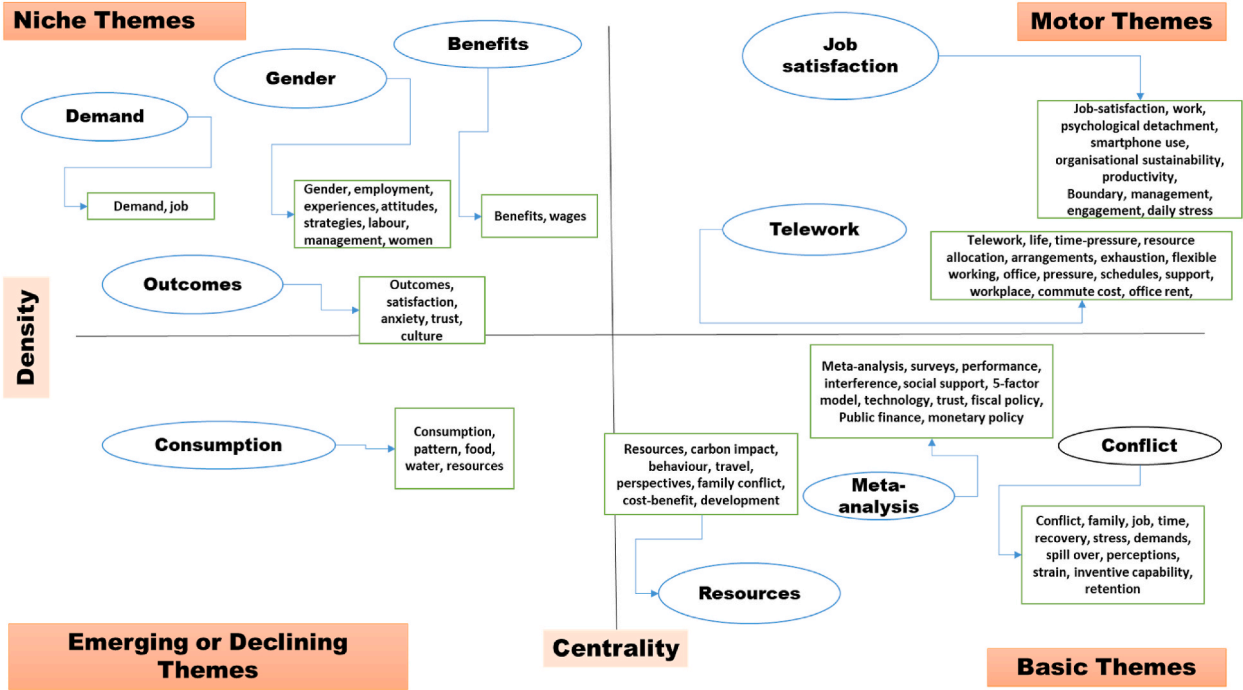 Niche Themes
Motor Themes
Benefits
Gender
Demand
Job
satisfaction
Demand, job
Gender, employment,
experiences, attitudes,
strategies, labour,
management, women
Benefits, wages
Job-satisfaction, work,
psychological detachment,
smartphone use,
organisational sustainability,
productivity,
Boundary, management,
engagement, daily stress
Telework
Telework, life, time-pressure, resource
allocation, arrangements, exhaustion, flexible
working, office, pressure, schedules, support,
workplace, commute cost, office rent,
Outcomes
Outcomes,
satisfaction,
anxiety, trust,
culture
Density
Consumption
Consumption,
pattern, food,
water, resources
Meta-analysis, surveys, performance,
interference, social support, 5-factor
model, technology, trust, fiscal policy,
Public finance, monetary policy
Resources, carbon impact,
behaviour, travel,
perspectives, family conflict,
cost-benefit, development
Meta-
analysis
Conflict
Conflict, family, job, time,
recovery, stress, demands,
spill over, perceptions,
strain, inventive capability,
retention
Resources
Emerging or Declining
Themes
Centrality
Basic Themes